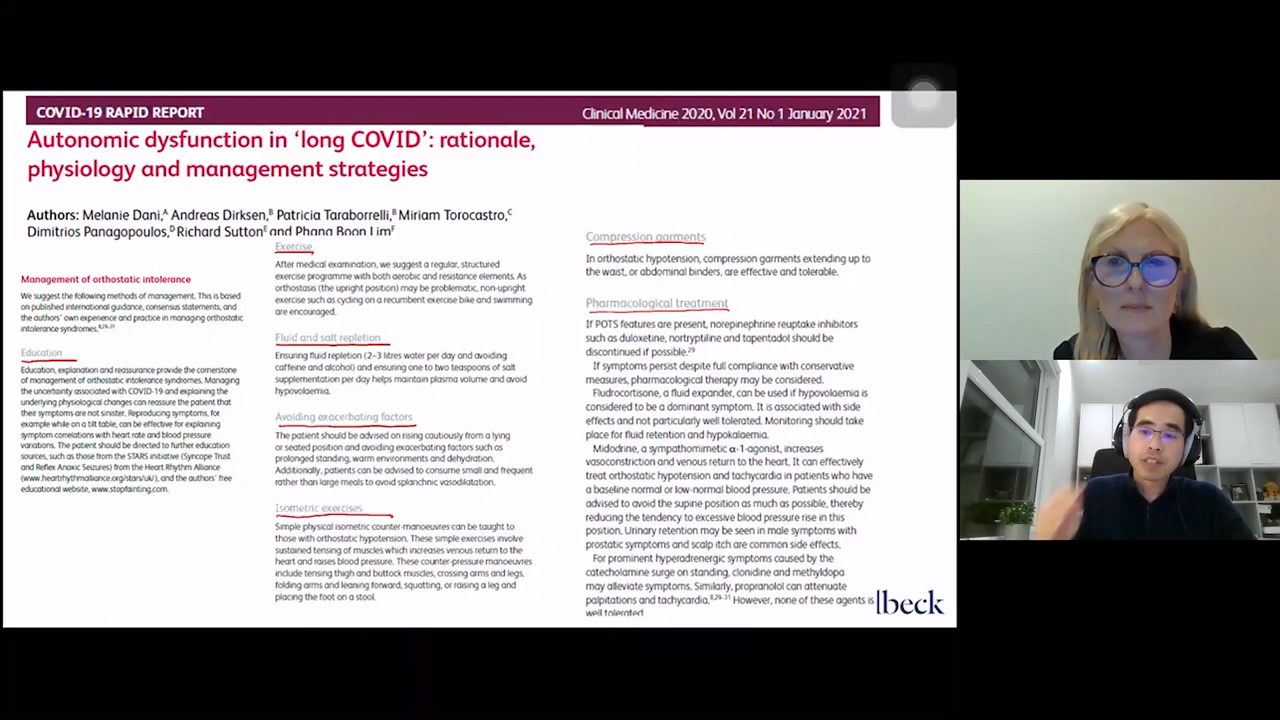 COVID-19 RAPID REPORT
Clinical Medicine 2020, Vol 21 No 1 January 2021
Autonomic dysfunction in ‘long COVID’: rationale,
physiology and management strategies
Authors: Melanie Dani,A Andreas Dirksen,B Patricia Taraborrelli,B Miriam Torocastro,C
Dimitrios Panagopoulos,D Richard SuttonE and Phang Boon LimF
Management of orthostatic intolerance
We suggest the following methods of management. This is based
on published international guidance, consensus statements, and
the authors’ own experience and practice in managing orthostatic
intolerance syndromes.8,29–31
Education
Education, explanation and reassurance provide the cornerstone
of management of orthostatic intolerance syndromes. Managing
the uncertainty associated with COVID-19 and explaining the
underlying physiological changes can reassure the patient that
their symptoms are not sinister. Reproducing symptoms, for
example while on a tilt table, can be effective for explaining
symptom correlations with heart rate and blood pressure
variations. The patient should be directed to further education
sources, such as those from the STARS initiative (Syncope Trust
and Reflex Anoxic Seizures) from the Heart Rhythm Alliance
(www.heartrhythmalliance.org/stars/uk/), and the authors’ free
educational website, www.stopfainting.com.
Exercise
After medical examination, we suggest a regular, structured
exercise programme with both aerobic and resistance elements. As
orthostasis (the upright position) may be problematic, non-upright
exercise such as cycling on a recumbent exercise bike and swimming
are encouraged.
Fluid and salt repletion
Ensuring fluid repletion (2–3 litres water per day and avoiding
caffeine and alcohol) and ensuring one to two teaspoons of salt
supplementation per day helps maintain plasma volume and avoid
hypovolaemia.
Avoiding exacerbating factors
The patient should be advised on rising cautiously from a lying
or seated position and avoiding exacerbating factors such as
prolonged standing, warm environments and dehydration.
Additionally, patients can be advised to consume small and frequent
rather than large meals to avoid splanchnic vasodilatation.
Isometric exercises
Simple physical isometric counter-manoeuvres can be taught to
those with orthostatic hypotension. These simple exercises involve
sustained tensing of muscles which increases venous return to the
heart and raises blood pressure. These counter-pressure manoeuvres
include tensing thigh and buttock muscles, crossing arms and legs,
folding arms and leaning forward, squatting, or raising a leg and
placing the foot on a stool.
Compression garments
In orthostatic hypotension, compression garments extending up to
the waist, or abdominal binders, are effective and tolerable.
Pharmacological treatment
If POTS features are present, norepinephrine reuptake inhibitors
such as duloxetine, nortryptiline and tapentadol should be
discontinued if possible.29
If symptoms persist despite full compliance with conservative
measures, pharmacological therapy may be considered.
Fludrocortisone, a fluid expander, can be used if hypovolaemia is
considered to be a dominant symptom. It is associated with side
effects and not particularly well tolerated. Monitoring should take
place for fluid retention and hypokalaemia.
Midodrine, a sympathomimetic α-1-agonist, increases
vasoconstriction and venous return to the heart. It can effectively
treat orthostatic hypotension and tachycardia in patients who have
a baseline normal or low-normal blood pressure. Patients should be
advised to avoid the supine position as much as possible, thereby
reducing the tendency to excessive blood pressure rise in this
position. Urinary retention may be seen in male symptoms with
prostatic symptoms and scalp itch are common side effects.
For prominent hyperadrenergic symptoms caused by the
catecholamine surge on standing, clonidine and methyldopa
may alleviate symptoms. Similarly, propranolol can attenuate
palpitations and tachycardia.8,29–31 However, none of these agents is
well tolerated
lbeck